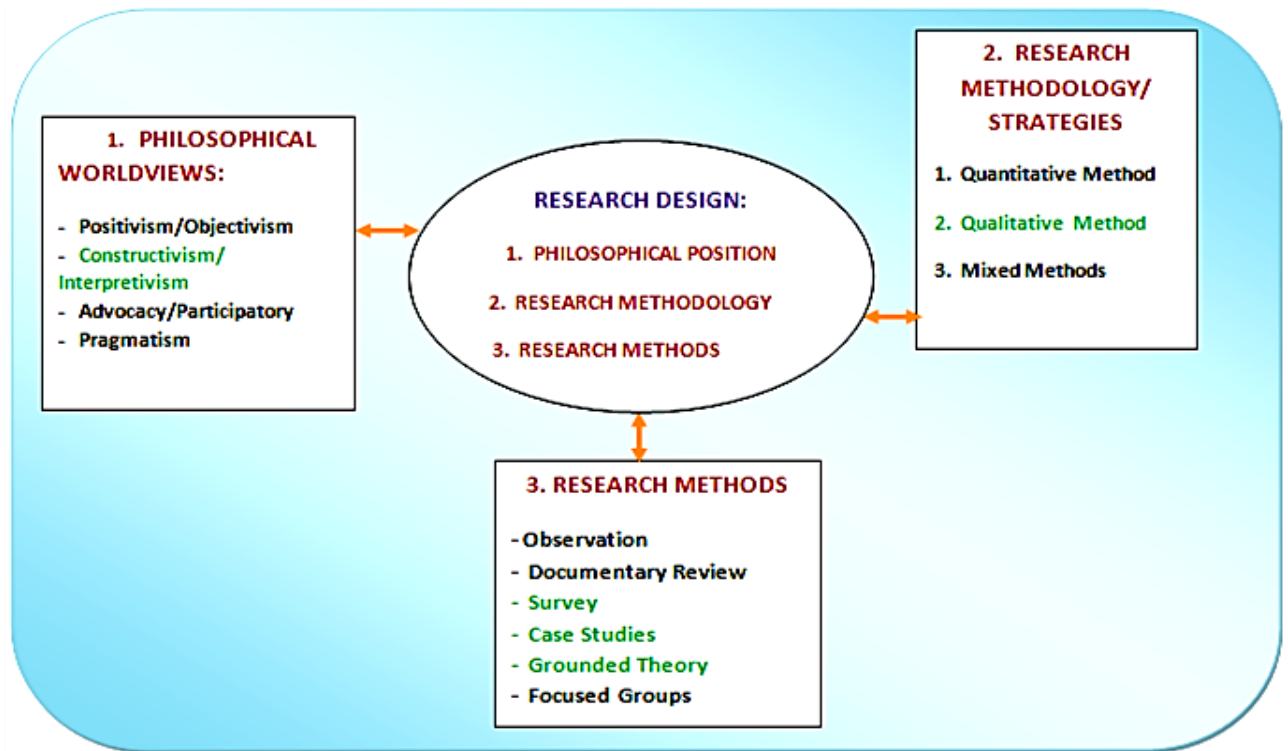 1. PHILOSOPHICAL
WORLDVIEWS:
- Positivism/Objectivism
- Constructivism/
Interpretivism
- Advocacy/Participatory
- Pragmatism
RESEARCH DESIGN:
1. PHILOSOPHICAL POSITION
2. RESEARCH METHODOLOGY
3. RESEARCH METHODS
2. RESEARCH
METHODOLOGY/
STRATEGIES
1. Quantitative Method
2. Qualitative Method
3. Mixed Methods
3. RESEARCH METHODS
-Observation
- Documentary Review
- Survey
- Case Studies
- Grounded Theory
- Focused Groups